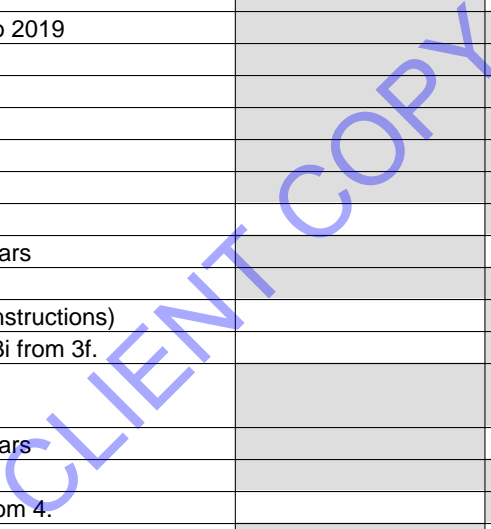 o 2019
ars
nstructions)
3i from 3f.
ars
om 4.
CLIENT COPY